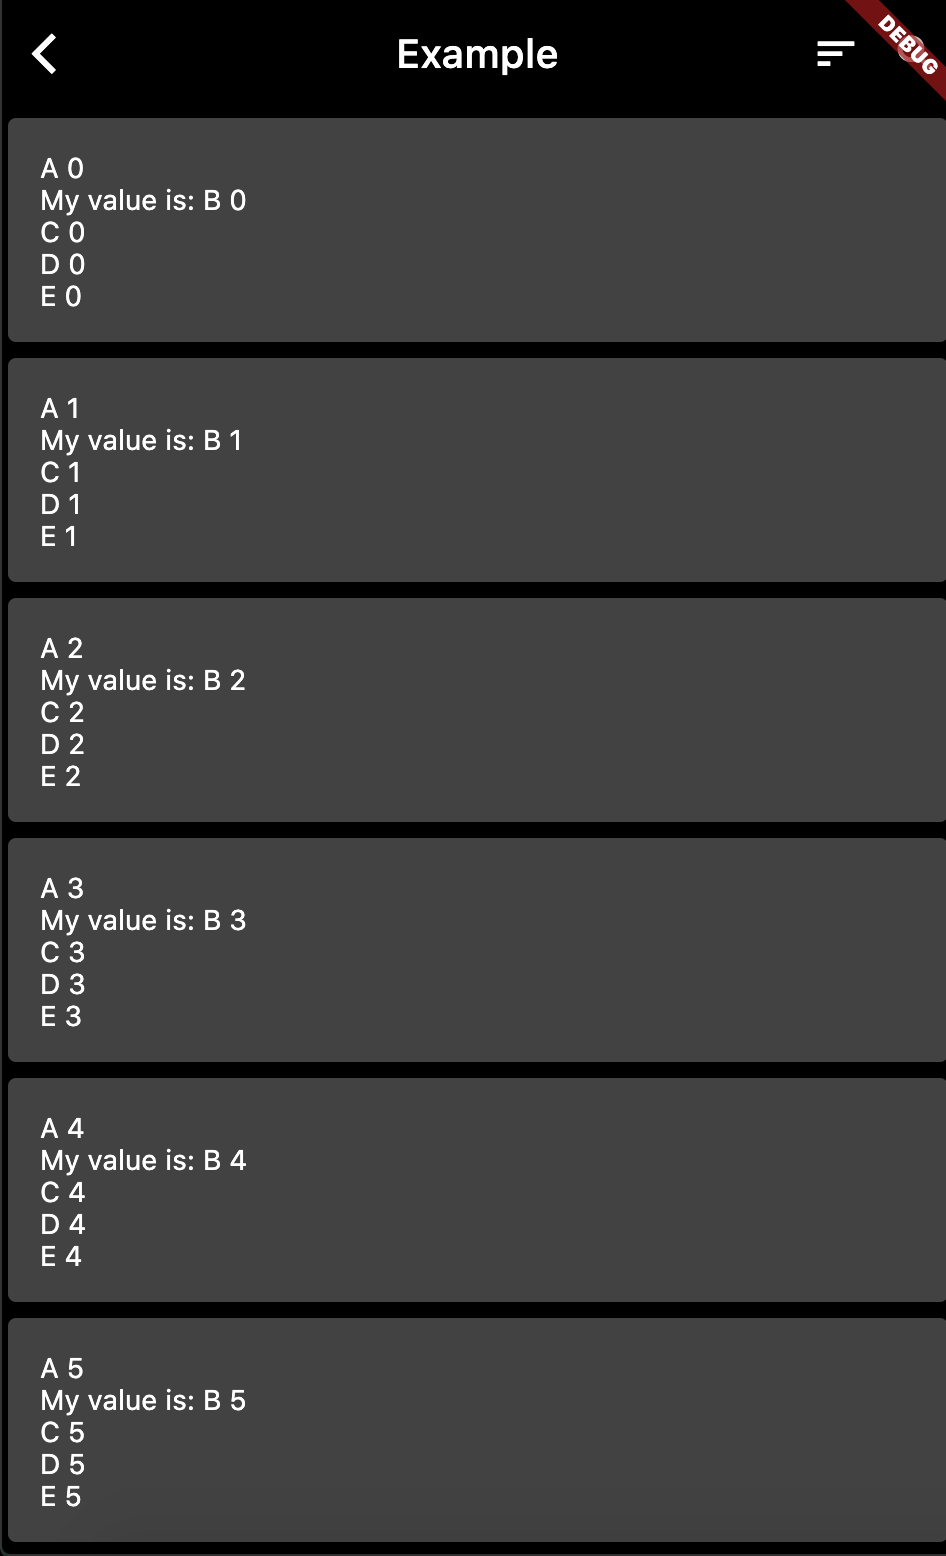 Example
DEBUG
A 0
My value is: B 0
C 0
D 0
E 0
A 1
My value is: B 1
C 1
D 1
E 1
A 2
My value is: B 2
C 2
D 2
E 2
A 3
My value is: B 3
C 3
D 3
E 3
A 4
My value is: B 4
C 4
D 4
E 4
A 5
My value is: B 5
C 5
D 5
E 5